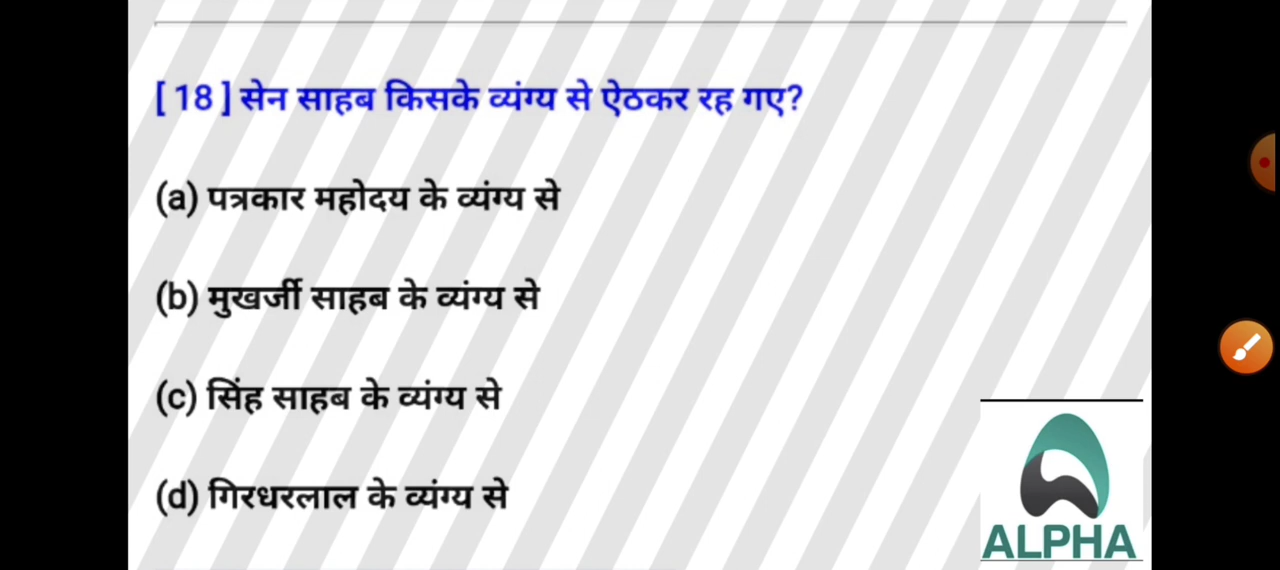 [ 18 ] सेन साहब किसके व्यंग्य से ऐठकर रह गए?
(a) पत्रकार महोदय के व्यंग्य से
(b) मुखर्जी साहब के व्यंग्य से
(c) सिंह साहब के व्यंग्य से
(d) गिरधरलाल के व्यंग्य से
ALPHA